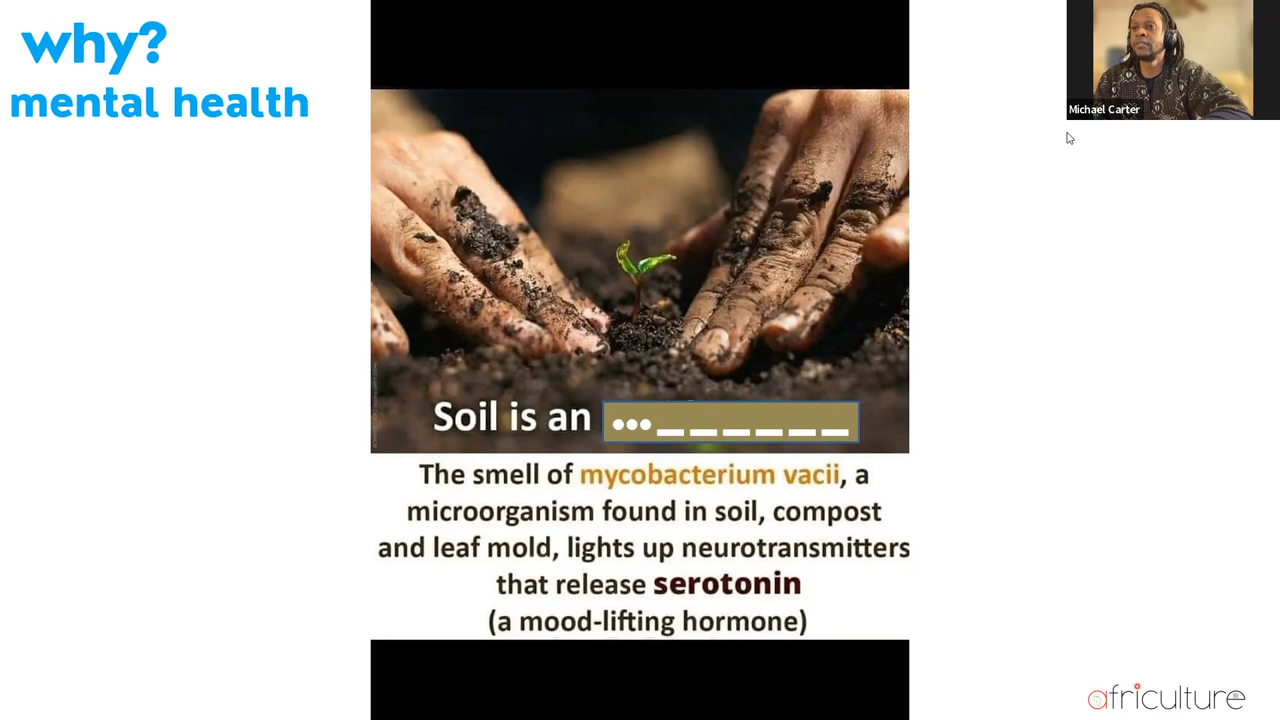 why?
mental health
Michael Carter
Soil is an ••• _ _ _ _ _ _
The smell of mycobacterium vacii, a
microorganism found in soil, compost
and leaf mold, lights up neurotransmitters
that release serotonin
(a mood-lifting hormone)
africulture